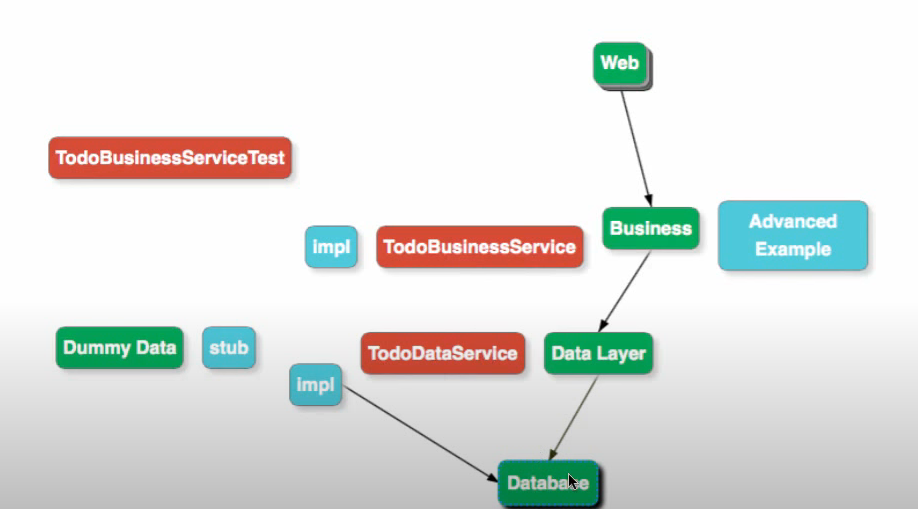 Web
TodoBusinessServiceTest
impl
TodoBusinessService
Business
Advanced
Example
Dummy Data
stub
TodoDataService
Data Layer
impl
Database